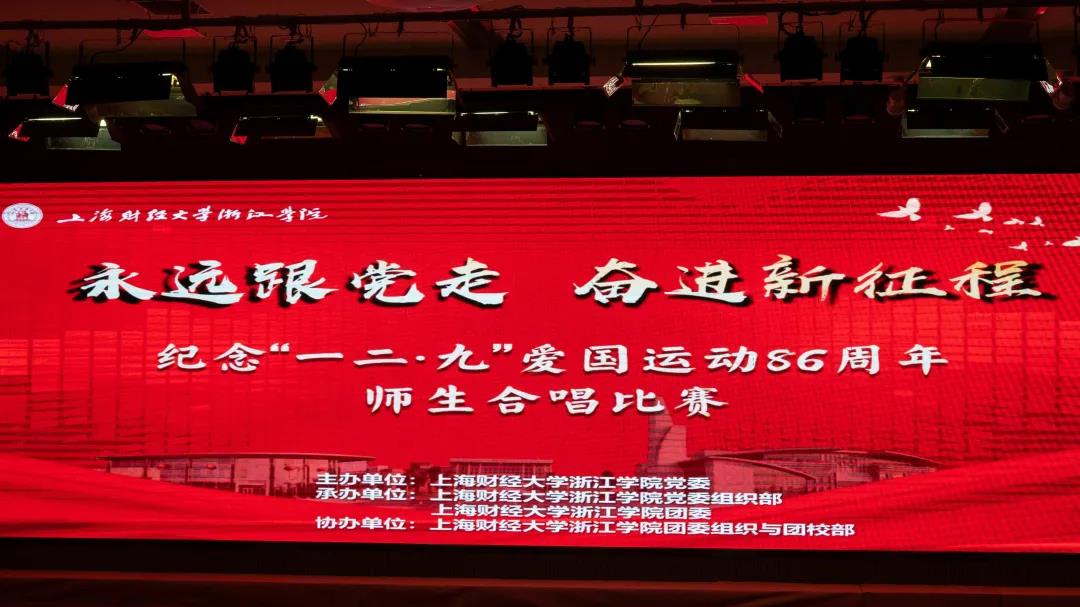 上海财经大学浙江学院
永远跟党走 奋进新征程
纪念“一二·九”爱国运动86周年
师生合唱比赛
主办单位：上海财经大学浙江学院党委
承办单位：上海财经大学浙江学院党委组织部
上海财经大学浙江学院团委
协办单位：上海财经大学浙江学院团委组织与团校部